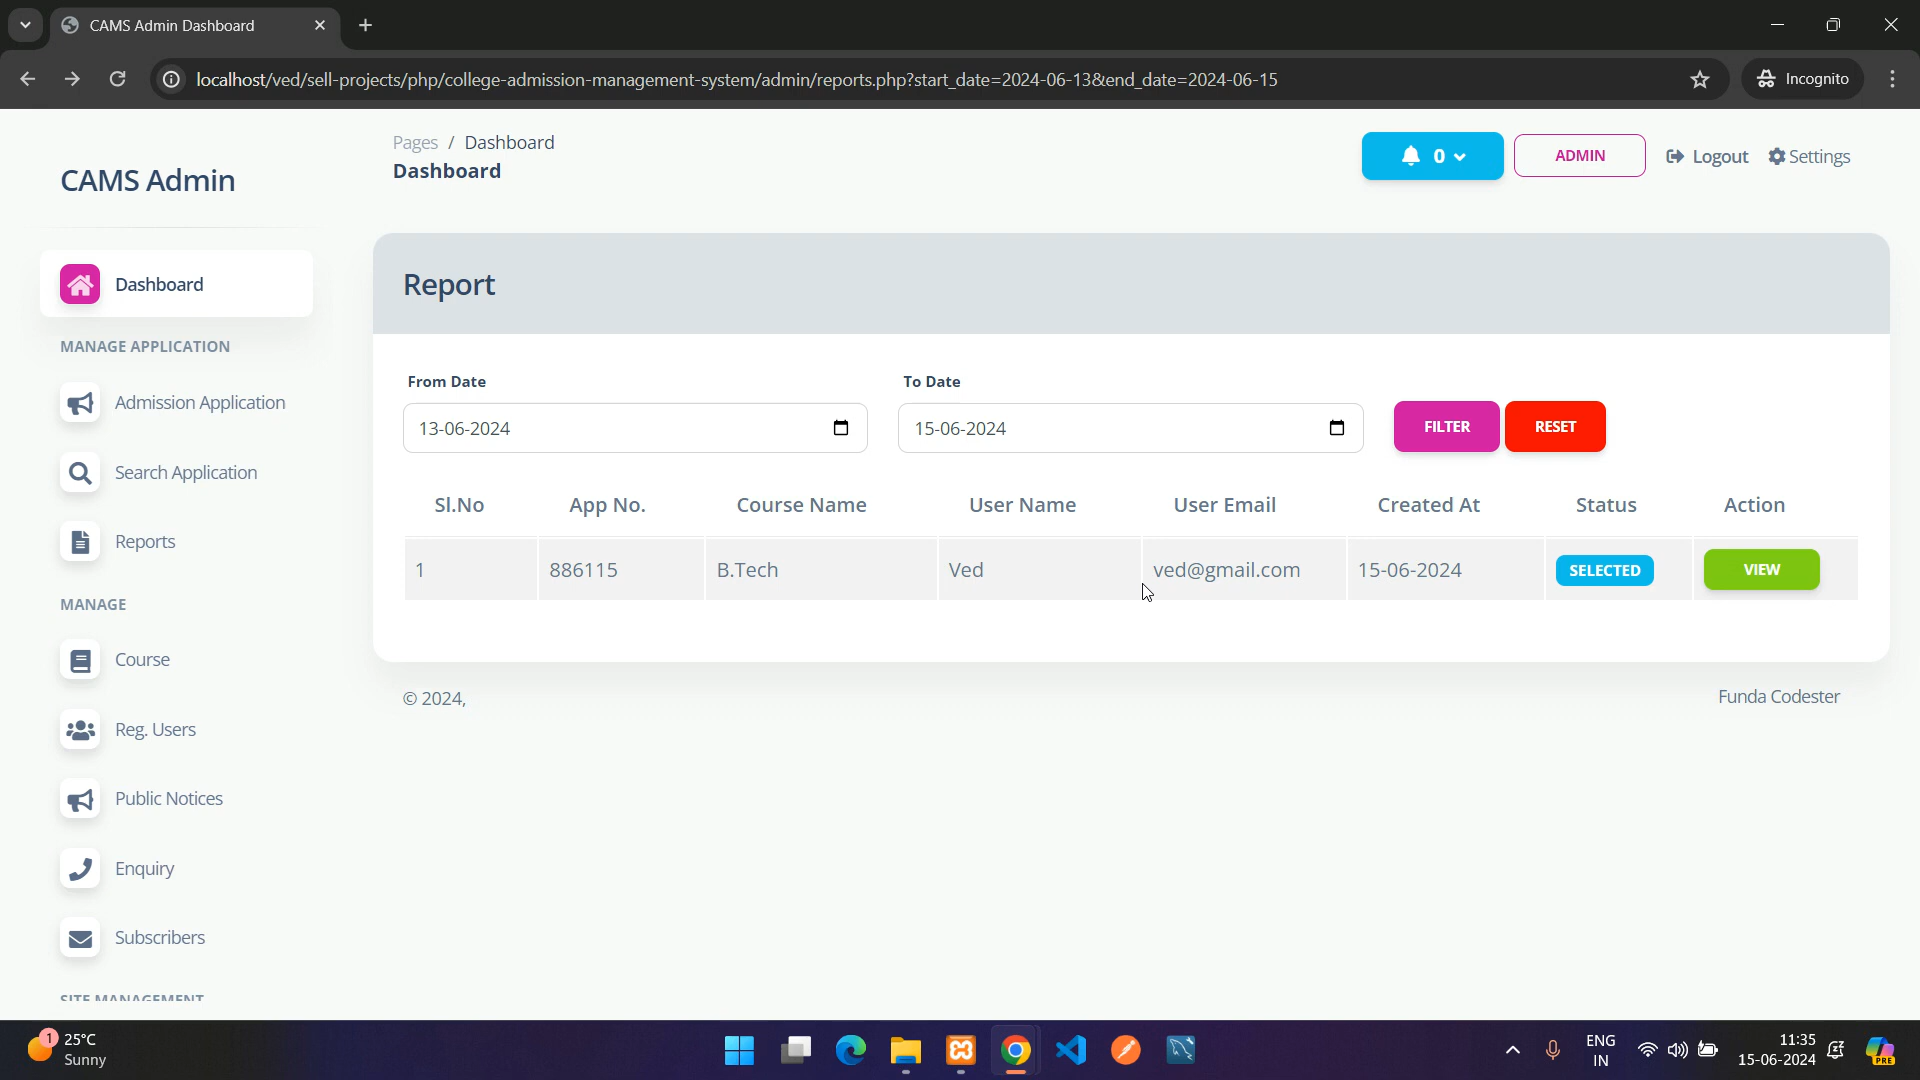 CAMS Admin Dashboard
localhost/ved/sell-projects/php/college-admission-management-system/admin/reports.php?start_date=2024-06-13&end_date=2024-06-15
Incognito
CAMS Admin
Pages / Dashboard
Dashboard
0
ADMIN
Logout
Settings
Dashboard
MANAGE APPLICATION
Admission Application
Search Application
Reports
MANAGE
Course
Reg. Users
Public Notices
Enquiry
Subscribers
SITE MANAGEMENT
Report
From Date
To Date
13-06-2024
15-06-2024
FILTER
RESET
Sl.No App No. Course Name User Name User Email Created At Status Action
1 886115 B.Tech Ved ved@gmail.com 15-06-2024 SELECTED VIEW
© 2024,
Funda Codester
1
25°C
Sunny
ENG
IN
11:35
15-06-2024
PRE